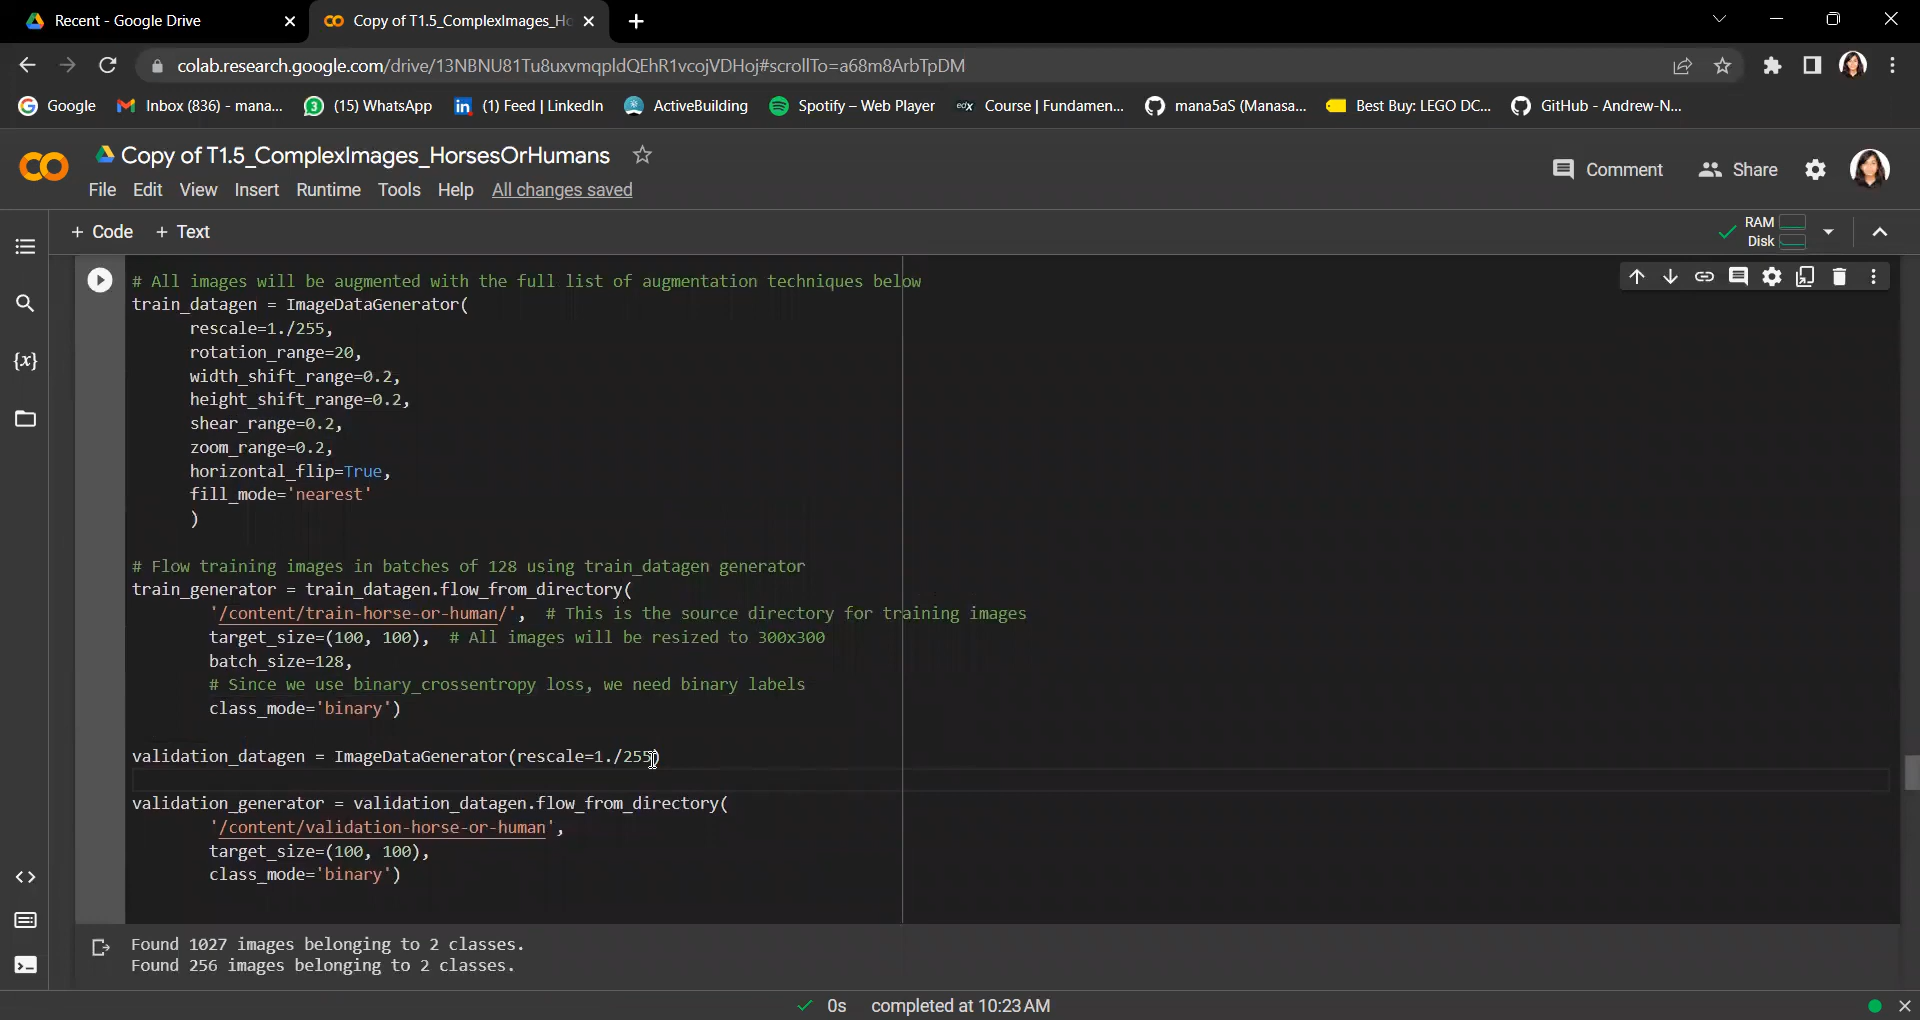 Recent - Google Drive
Copy of T1.5_ComplexImages_Ho
colab.research.google.com/drive/13NBNU81Tu8uxvmqpldQEhR1vcojVDHoj#scrollTo=a68m8ArbTpDM
Google
Inbox (836) - mana...
(15) WhatsApp
(1) Feed | LinkedIn
ActiveBuilding
Spotify – Web Player
edX Course | Fundamen...
mana5aS (Manasa...
Best Buy: LEGO DC...
GitHub - Andrew-N...
Copy of T1.5_ComplexImages_HorsesOrHumans
Comment
Share
File Edit View Insert Runtime Tools Help All changes saved
+ Code + Text
RAM
Disk
# All images will be augmented with the full list of augmentation techniques below
train_datagen = ImageDataGenerator(
rescale=1./255,
rotation_range=20,
width_shift_range=0.2,
height_shift_range=0.2,
shear_range=0.2,
zoom_range=0.2,
horizontal_flip=True,
fill_mode='nearest'
)
# Flow training images in batches of 128 using train_datagen generator
train_generator = train_datagen.flow_from_directory(
'/content/train-horse-or-human/', # This is the source directory for training images
target_size=(100, 100), # All images will be resized to 300x300
batch_size=128,
# Since we use binary_crossentropy loss, we need binary labels
class_mode='binary')
validation_datagen = ImageDataGenerator(rescale=1./255)
validation_generator = validation_datagen.flow_from_directory(
'/content/validation-horse-or-human',
target_size=(100, 100),
class_mode='binary')
Found 1027 images belonging to 2 classes.
Found 256 images belonging to 2 classes.
0s completed at 10:23 AM